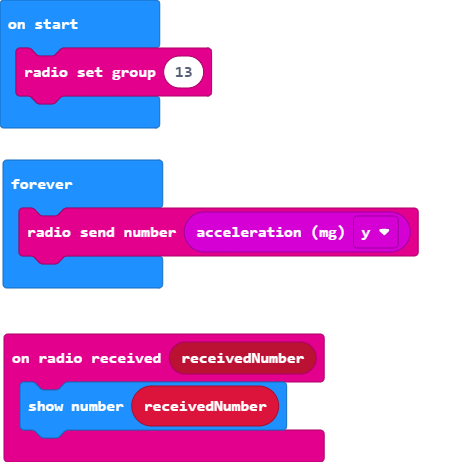 on start
radio set group 13
forever
radio send number acceleration (mg) y
on radio received receivedNumber
show number receivedNumber